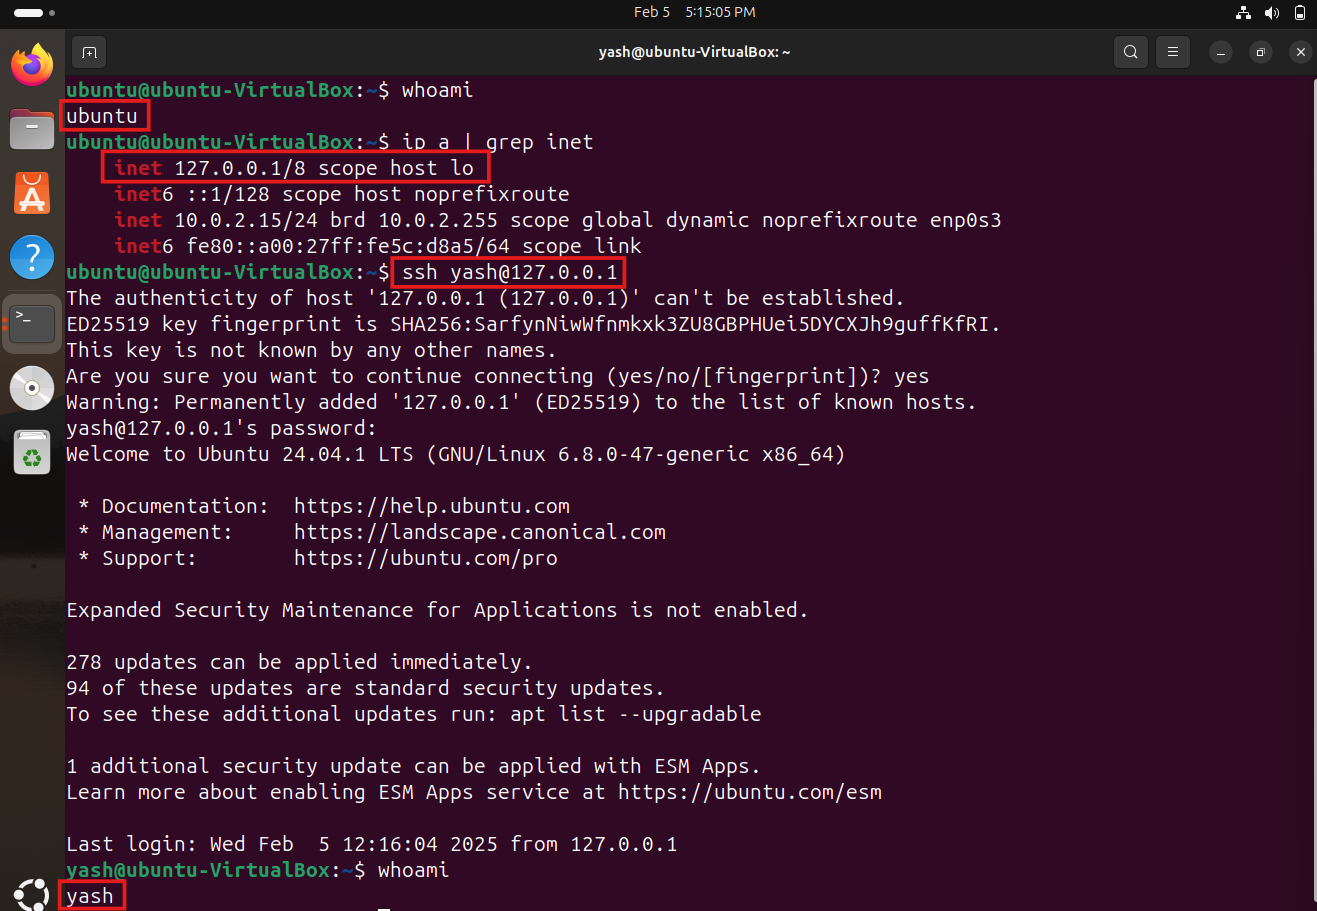 Feb 5 5:15:05 PM
yash@ubuntu-VirtualBox: ~
ubuntu@ubuntu-VirtualBox:~$ whoami
ubuntu
ubuntu@ubuntu-VirtualBox:~$ ip a | grep inet
inet 127.0.0.1/8 scope host lo
inet6 ::1/128 scope host noprefixroute
inet 10.0.2.15/24 brd 10.0.2.255 scope global dynamic noprefixroute enp0s3
inet6 fe80::a00:27ff:fe5c:d8a5/64 scope link
ubuntu@ubuntu-VirtualBox:~$ ssh yash@127.0.0.1
The authenticity of host '127.0.0.1 (127.0.0.1)' can't be established.
ED25519 key fingerprint is SHA256:SarfynNiwWfnmkxk3ZU8GBPHUei5DYCXJh9guffKfRI.
This key is not known by any other names.
Are you sure you want to continue connecting (yes/no/[fingerprint])? yes
Warning: Permanently added '127.0.0.1' (ED25519) to the list of known hosts.
yash@127.0.0.1's password:
Welcome to Ubuntu 24.04.1 LTS (GNU/Linux 6.8.0-47-generic x86_64)
* Documentation: https://help.ubuntu.com
* Management: https://landscape.canonical.com
* Support: https://ubuntu.com/pro
Expanded Security Maintenance for Applications is not enabled.
278 updates can be applied immediately.
94 of these updates are standard security updates.
To see these additional updates run: apt list --upgradable
1 additional security update can be applied with ESM Apps.
Learn more about enabling ESM Apps service at https://ubuntu.com/esm
Last login: Wed Feb  5 12:16:04 2025 from 127.0.0.1
yash@ubuntu-VirtualBox:~$ whoami
yash